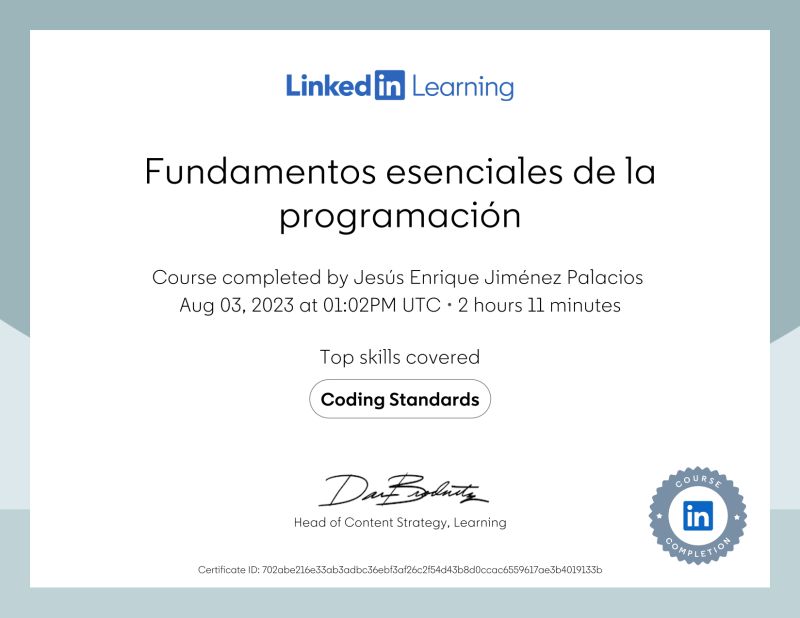 Linked in Learning
Fundamentos esenciales de la
programación
Course completed by Jesús Enrique Jiménez Palacios
Aug 03, 2023 at 01:02PM UTC • 2 hours 11 minutes
Top skills covered
Coding Standards
Head of Content Strategy, Learning
COURSE
in
COMPLETION
Certificate ID: 702abe216e33ab3adbc36ebf3af26c2f54d43b8d0ccac6559617ae3b4019133b